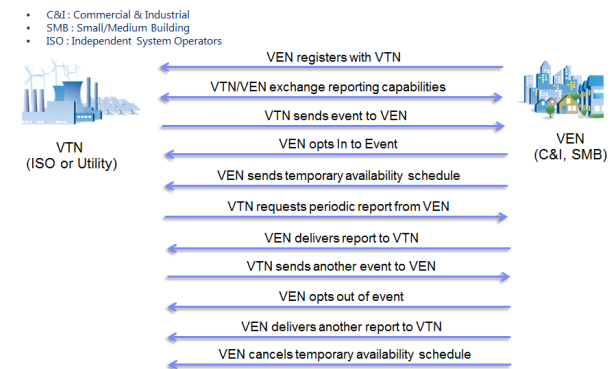 • C&I : Commercial & Industrial
• SMB : Small/Medium Building
• ISO : Independent System Operators
VEN registers with VTN
VTN/VEN exchange reporting capabilities
VTN sends event to VEN
VTN
(ISO or Utility)
VEN
(C&I, SMB)
VEN opts In to Event
VEN sends temporary availability schedule
VTN requests periodic report from VEN
VEN delivers report to VTN
VTN sends another event to VEN
VEN opts out of event
VEN delivers another report to VTN
VEN cancels temporary availability schedule